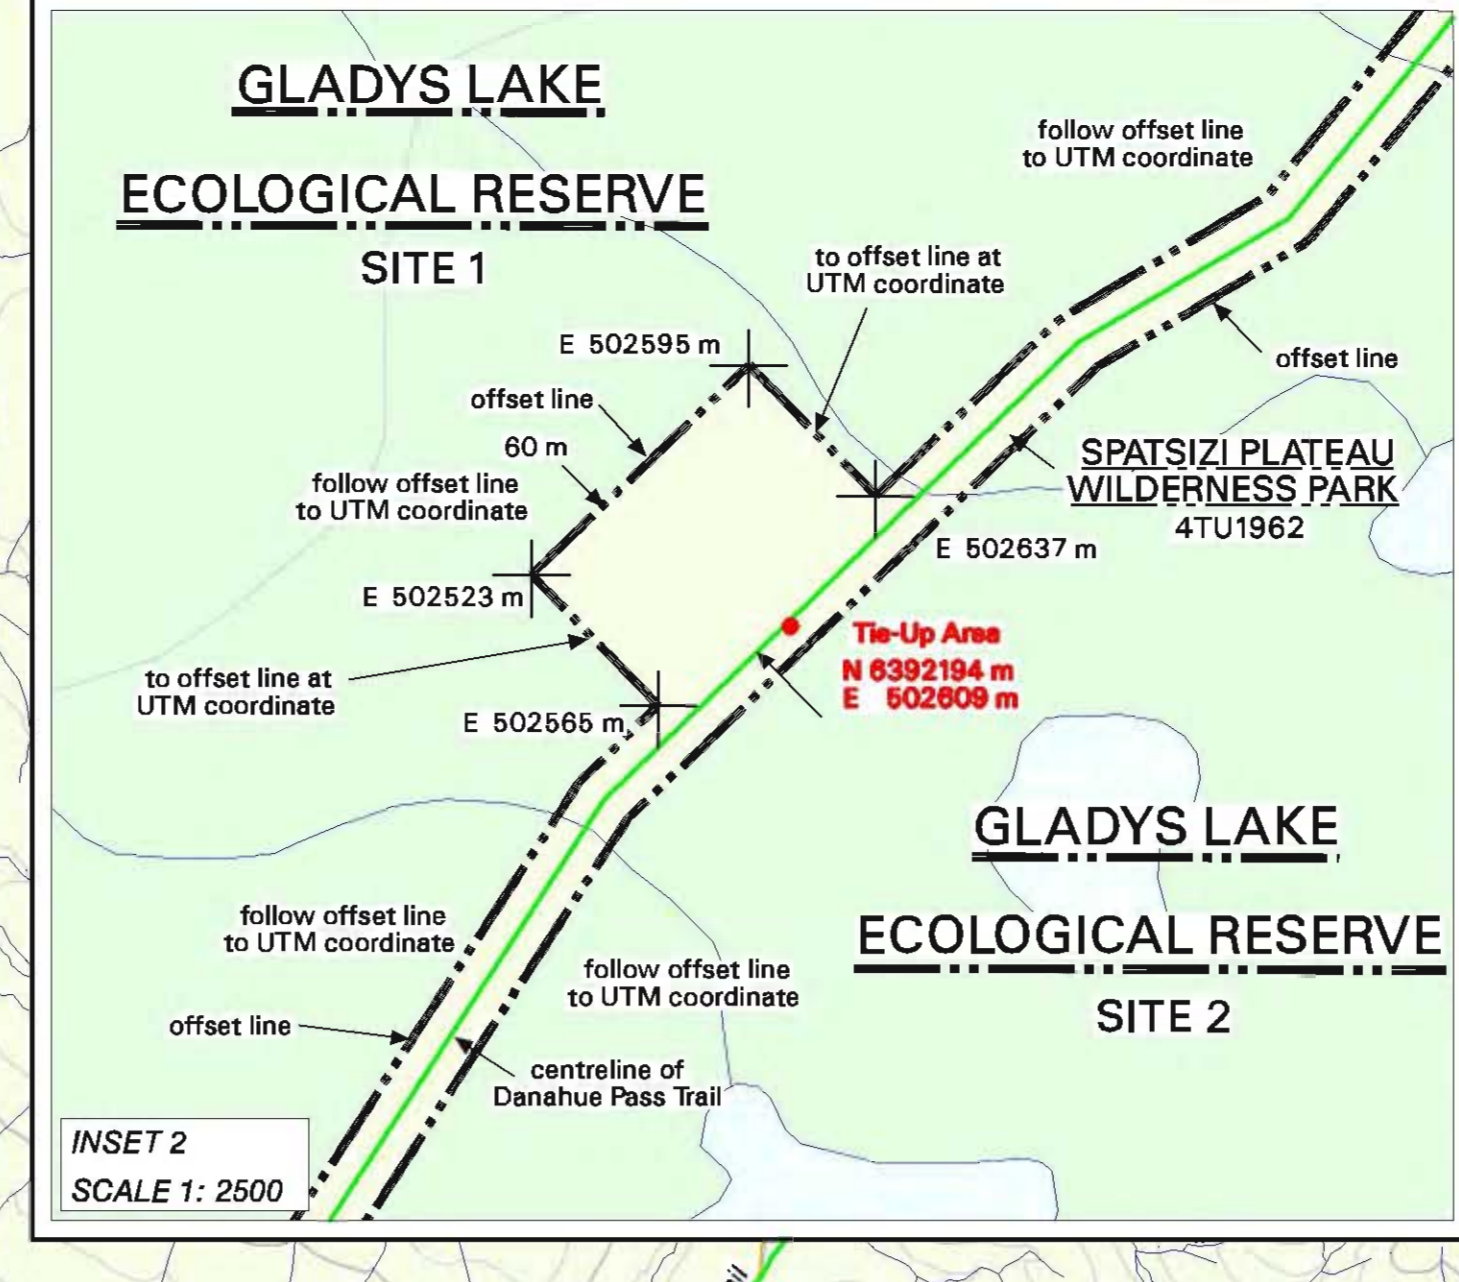 GLADYS LAKE
ECOLOGICAL RESERVE
SITE 1
follow offset line
to UTM coordinate
to offset line at
UTM coordinate
E 502595 m
offset line
offset line
60 m
follow offset line
to UTM coordinate
SPATSIZI PLATEAU
WILDERNESS PARK
4TU1962
E 502637 m
E 502523 m
Tie-Up Area
N 6392194 m
E 502609 m
to offset line at
UTM coordinate
E 502565 m
GLADYS LAKE
ECOLOGICAL RESERVE
SITE 2
follow offset line
to UTM coordinate
follow offset line
to UTM coordinate
offset line
centreline of
Danahue Pass Trail
INSET 2
SCALE 1: 2500